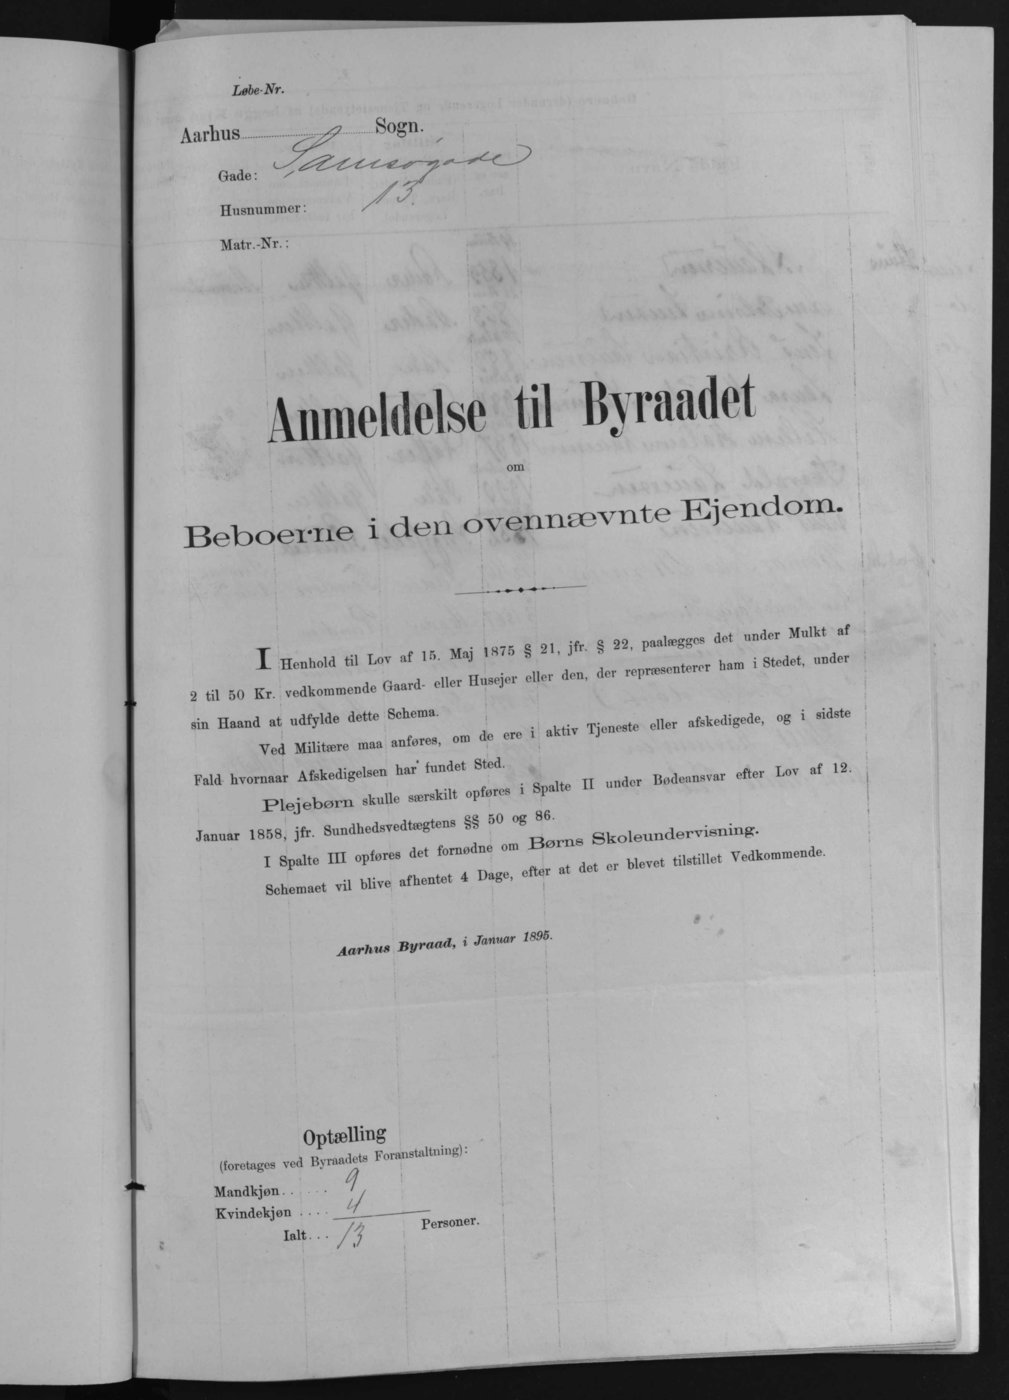 Løbe-Nr.
Aarhus Sogn.
Gade: Samsøgade
Husnummer: 13.
Matr.-Nr.:
Anmeldelse til Byraadet
om
Beboerne i den ovennævnte Ejendom.
I Henhold til Lov af 15. Maj 1875 § 21, jfr. § 22, paalægges det under Mulkt af
2 til 50 Kr. vedkommende Gaard- eller Husejer eller den, der repræsenterer ham i Stedet, under
sin Haand at udfylde dette Schema.
Ved Militære maa anføres, om de ere i aktiv Tjeneste eller afskedigede, og i sidste
Fald hvornaar Afskedigelsen har fundet Sted.
Plejebørn skulle særskilt opføres i Spalte II under Bødeansvar efter Lov af 12.
Januar 1858, jfr. Sundhedsvedtægtens §§ 50 og 86.
I Spalte III opføres det fornødne om Børns Skoleundervisning.
Schemaet vil blive afhentet 4 Dage, efter at det er blevet tilstillet Vedkommende.
Aarhus Byraad, i Januar 1895.
Optælling
(foretages ved Byraadets Foranstaltning):
Mandkjøn..... 9
Kvindekjøn .... 4
Ialt... 13 Personer.